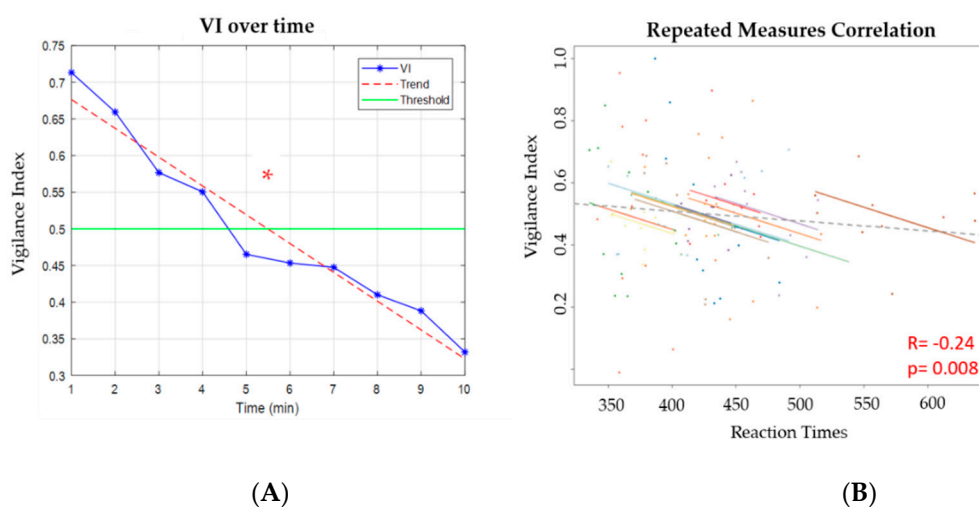 VI over time
0.75
0.7
0.65
0.6
0.55
0.5
0.45
0.4
0.35
0.3
Vigilance Index
1 2 3 4 5 6 7 8 9 10
Time (min)
VI
Trend
Threshold
*
(A)
Repeated Measures Correlation
1.0
0.8
0.6
0.4
0.2
Vigilance Index
350 400 450 500 550 600
Reaction Times
R= -0.24
p= 0.008
(B)